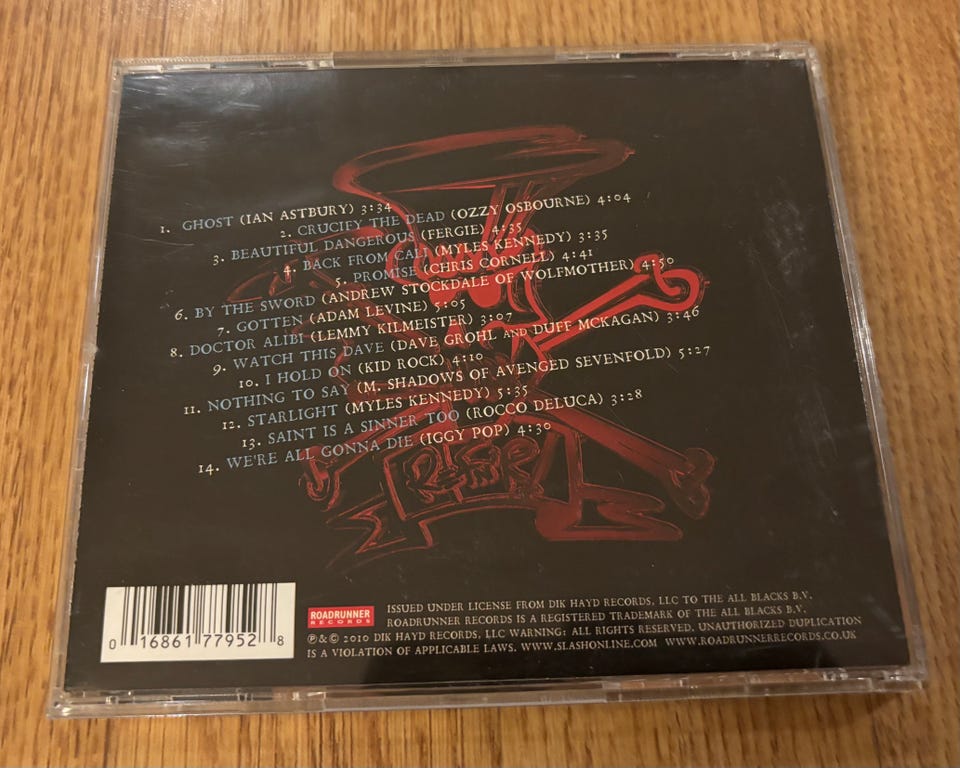 1. GHOST (IAN ASTBURY) 3:34
2. CRUCIFY THE DEAD (OZZY OSBOURNE) 4:04
3. BEAUTIFUL DANGEROUS (FERGIE) 4:35
4. BACK FROM CALI (MYLES KENNEDY) 3:35
5. PROMISE (CHRIS CORNELL) 4:41
6. BY THE SWORD (ANDREW STOCKDALE OF WOLFMOTHER) 4:50
7. GOTTEN (ADAM LEVINE) 5:05
8. DOCTOR ALIBI (LEMMY KILMEISTER) 3:07
9. WATCH THIS DAVE (DAVE GROHL AND DUFF MCKAGAN) 3:46
10. I HOLD ON (KID ROCK) 4:10
11. NOTHING TO SAY (M. SHADOWS OF AVENGED SEVENFOLD) 5:27
12. STARLIGHT (MYLES KENNEDY) 5:35
13. SAINT IS A SINNER TOO (ROCCO DELUCA) 3:28
14. WE'RE ALL GONNA DIE (IGGY POP) 4:30
R & FN R
0 16861 77952 8
ROADRUNNER
RECORDS
ISSUED UNDER LICENSE FROM DIK HAYD RECORDS, LLC TO THE ALL BLACKS B.V.
ROADRUNNER RECORDS IS A REGISTERED TRADEMARK OF THE ALL BLACKS B.V.
℗ & © 2010 DIK HAYD RECORDS, LLC WARNING: ALL RIGHTS RESERVED. UNAUTHORIZED DUPLICATION
IS A VIOLATION OF APPLICABLE LAWS. WWW.SLASHONLINE.COM WWW.ROADRUNNERRECORDS.CO.UK